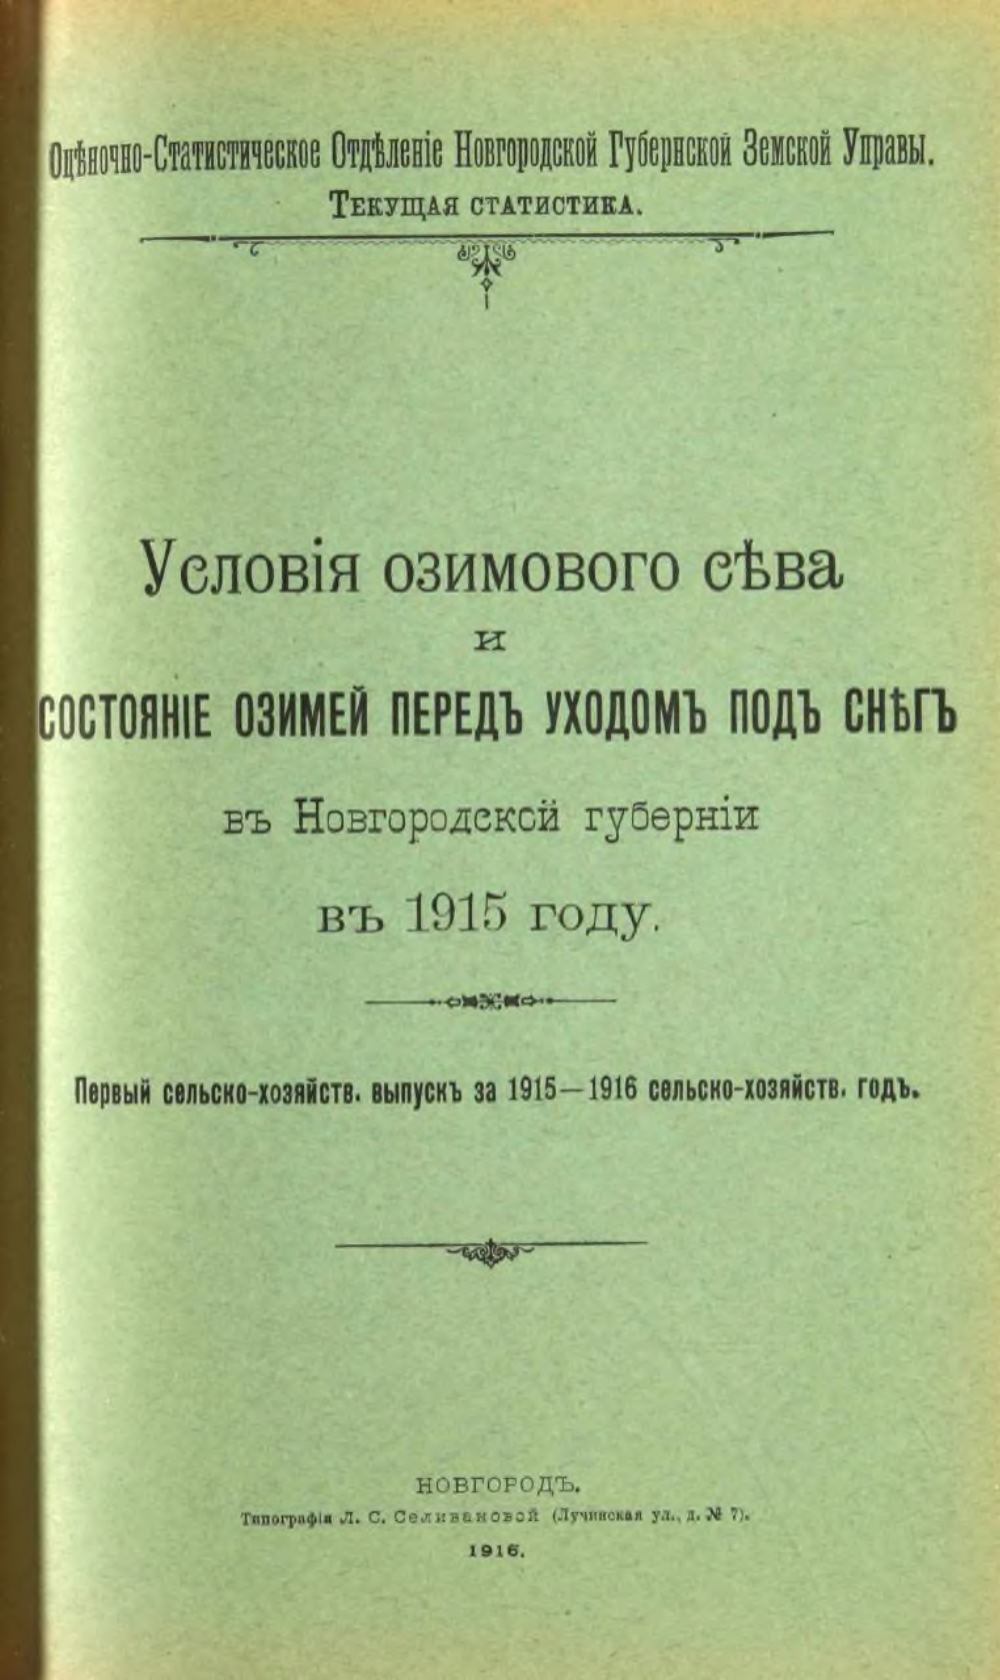 Оцѣночно-Статистическое Отдѣленіе Новгородской Губернской Земской Управы.
Текущая статистика.
Условія озимового сѣва
и
СОСТОЯНІЕ ОЗИМЕЙ ПЕРЕДЪ УХОДОМЪ ПОДЪ СНѢГЪ
въ Новгородской губерніи
въ 1915 году.
Первый сельско-хозяйств. выпускъ за 1915—1916 сельско-хозяйств. годъ.
НОВГОРОДЪ.
Типографія Л. С. Селивановой (Лучинская ул., д. № 7).
1916.